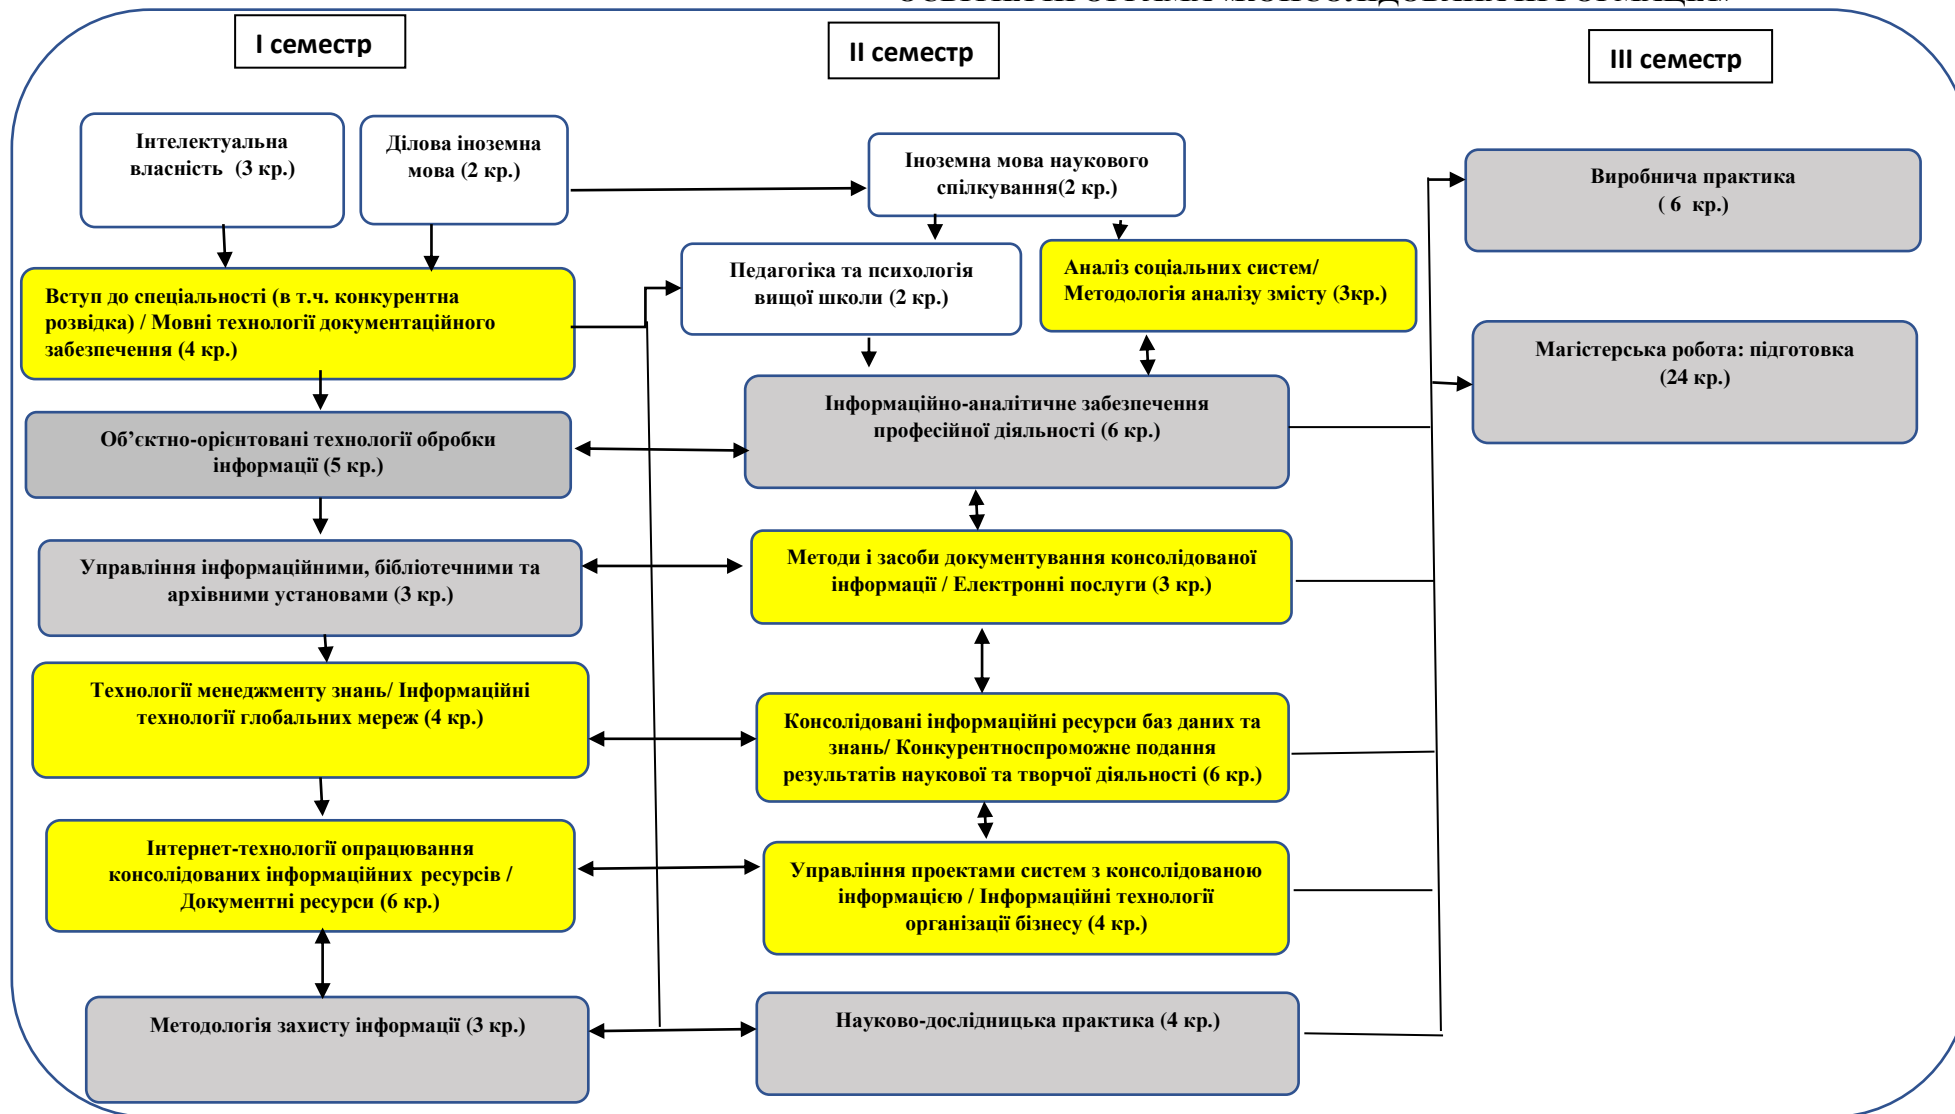 ОСВІТНЯ ПРОГРАМА «КОНСОЛІДОВАНА ІНФОРМАЦІЯ»
І семестр
ІІ семестр
ІІІ семестр
Інтелектуальна
власність (3 кр.)
Ділова іноземна
мова (2 кр.)
Іноземна мова наукового
спілкування(2 кр.)
Виробнича практика
( 6 кр.)
Вступ до спеціальності (в т.ч. конкурентна
розвідка) / Мовні технології документаційного
забезпечення (4 кр.)
Педагогіка та психологія
вищої школи (2 кр.)
Аналіз соціальних систем/
Методологія аналізу змісту (3кр.)
Магістерська робота: підготовка
(24 кр.)
Об’єктно-орієнтовані технології обробки
інформації (5 кр.)
Інформаційно-аналітичне забезпечення
професійної діяльності (6 кр.)
Управління інформаційними, бібліотечними та
архівними установами (3 кр.)
Методи і засоби документування консолідованої
інформації / Електронні послуги (3 кр.)
Технології менеджменту знань/ Інформаційні
технології глобальних мереж (4 кр.)
Консолідовані інформаційні ресурси баз даних та
знань/ Конкурентноспроможне подання
результатів наукової та творчої діяльності (6 кр.)
Інтернет-технології опрацювання
консолідованих інформаційних ресурсів /
Документні ресурси (6 кр.)
Управління проектами систем з консолідованою
інформацією / Інформаційні технології
організації бізнесу (4 кр.)
Методологія захисту інформації (3 кр.)
Науково-дослідницька практика (4 кр.)